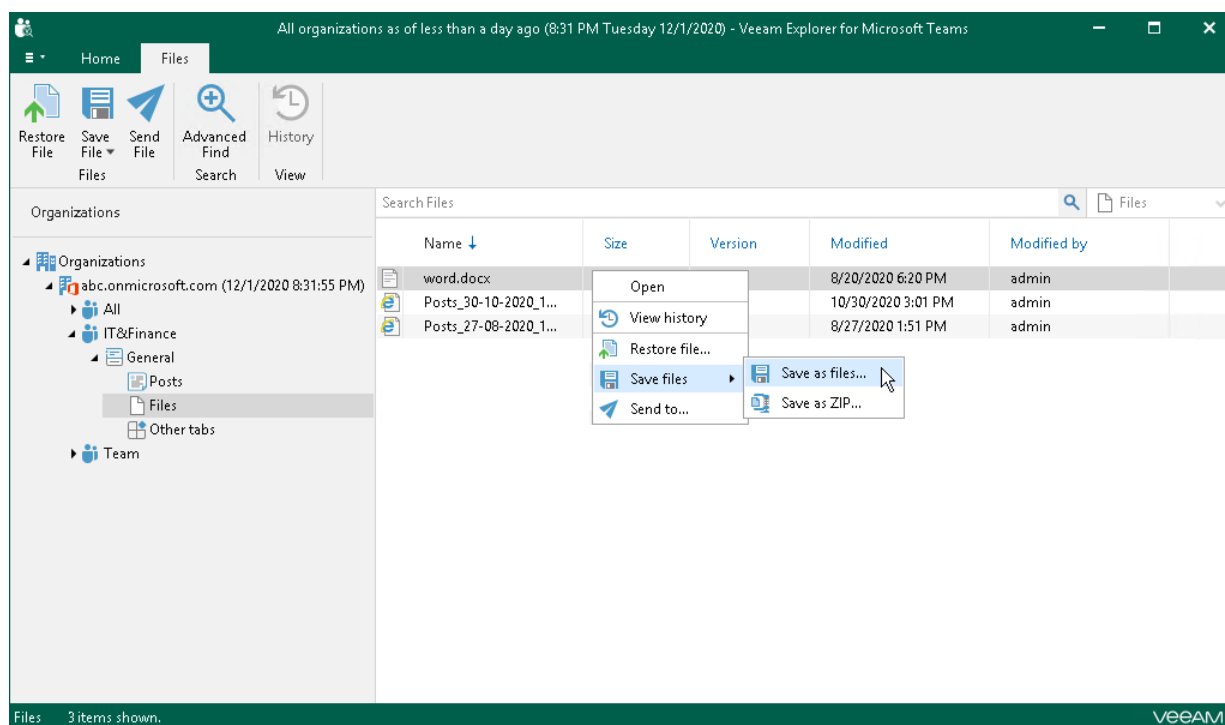 All organizations as of less than a day ago (8:31 PM Tuesday 12/1/2020) - Veeam Explorer for Microsoft Teams
Home Files
Restore File
Save File
Send File
Advanced Find
History
Files Search View
Organizations
Search Files
Files
Name Size Version Modified Modified by
Organizations
abc.onmicrosoft.com (12/1/2020 8:31:55 PM)
All
IT&Finance
General
Posts
Files
Other tabs
Team
word.docx 8/20/2020 6:20 PM admin
Posts_30-10-2020_1... 10/30/2020 3:01 PM admin
Posts_27-08-2020_1... 8/27/2020 1:51 PM admin
Open
View history
Restore file...
Save files
Send to...
Save as files...
Save as ZIP...
Files 3 items shown.
veeam